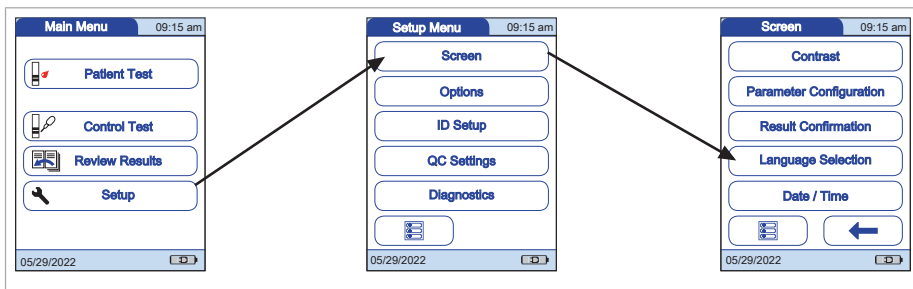 Main Menu 09:15 am
Patient Test
Control Test
Review Results
Setup
05/29/2022
Setup Menu 09:15 am
Screen
Options
ID Setup
QC Settings
Diagnostics
05/29/2022
Screen 09:15 am
Contrast
Parameter Configuration
Result Confirmation
Language Selection
Date / Time
05/29/2022